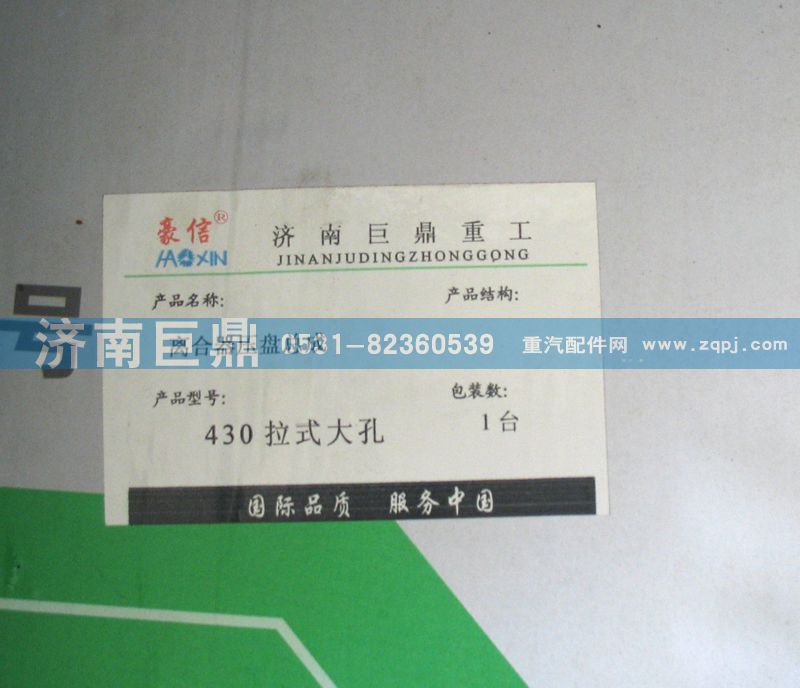 豪信®
HAOXIN
济南巨鼎重工
JINANJUDINGZHONGGONG
产品名称:
产品结构:
号
离合器压盘总成
济南巨鼎 0531-82360539 重汽配件网 www.zqpj.com
产品型号:
包装数:
430 拉式大孔
1台
国际品质 服务中国